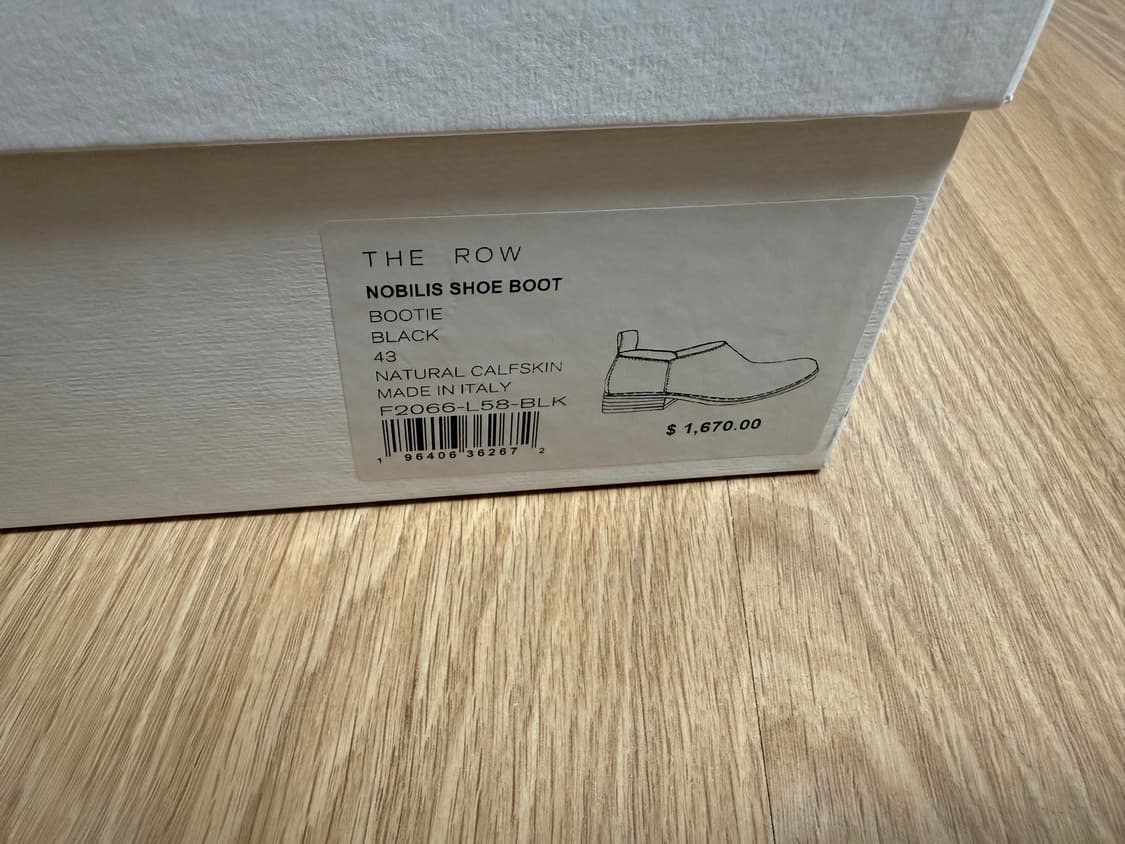 THE ROW
NOBILIS SHOE BOOT
BOOTIE
BLACK
43
NATURAL CALFSKIN
MADE IN ITALY
F2066-L58-BLK
1 96406 36267 2
$ 1,670.00